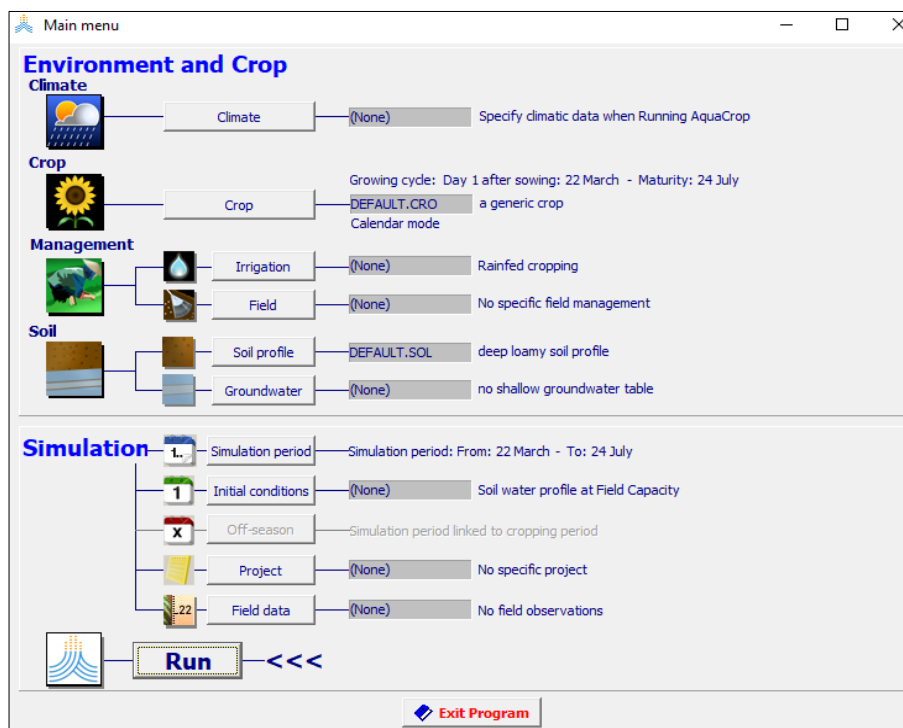 Main menu
Environment and Crop
Climate
Climate (None) Specify climatic data when Running AquaCrop
Crop
Growing cycle: Day 1 after sowing: 22 March - Maturity: 24 July
Crop DEFAULT.CRO a generic crop
Calendar mode
Management
Irrigation (None) Rainfed cropping
Field (None) No specific field management
Soil
Soil profile DEFAULT.SOL deep loamy soil profile
Groundwater (None) no shallow groundwater table
Simulation 1.. Simulation period Simulation period: From: 22 March - To: 24 July
1 Initial conditions (None) Soil water profile at Field Capacity
X Off-season Simulation period linked to cropping period
Project (None) No specific project
..22 Field data (None) No field observations
Run <<<
Exit Program